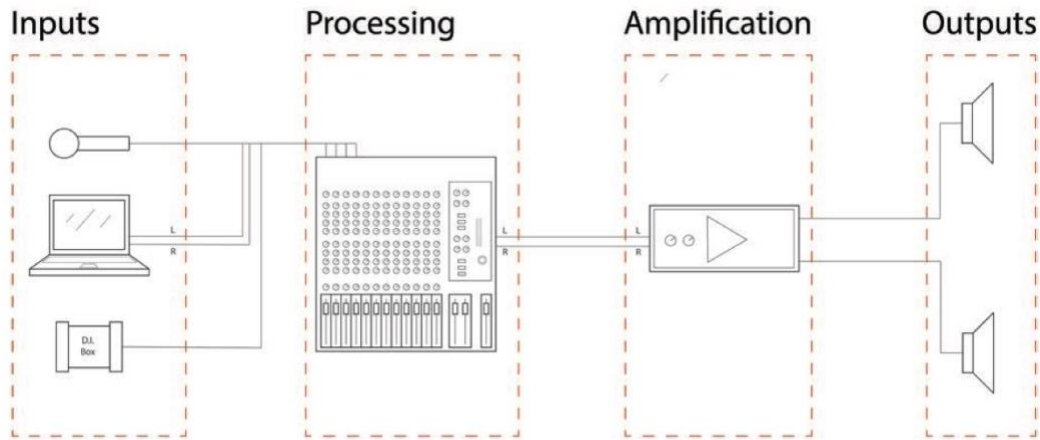 Inputs
Processing
Amplification
Outputs
L
R
D.I.
Box
L
R
L
R